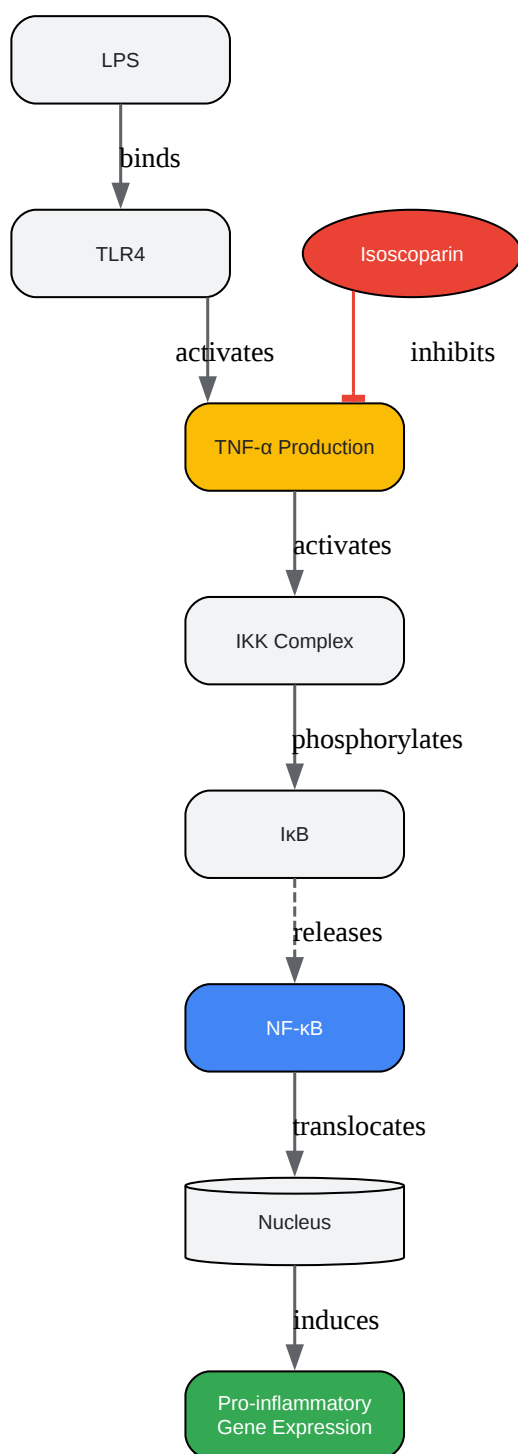 LPS
binds
TLR4
Isoscoparin
activates
inhibits
TNF-α Production
activates
IKK Complex
phosphorylates
IκB
releases
NF-κB
translocates
Nucleus
induces
Pro-inflammatory
Gene Expression